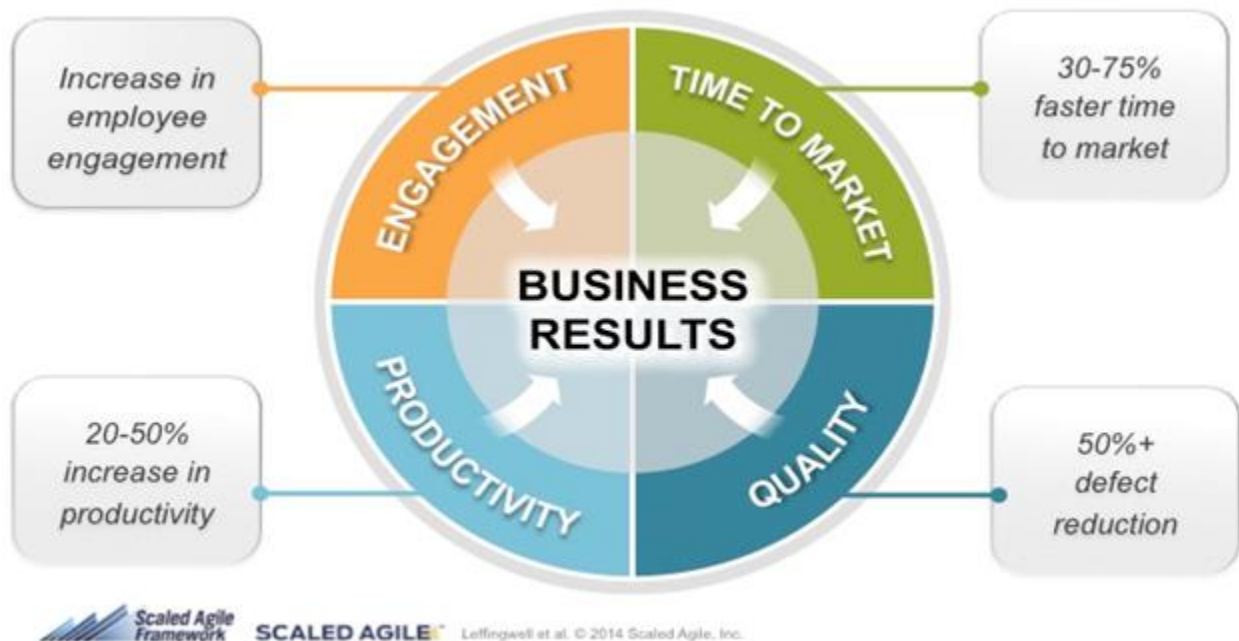 Increase in
employee
engagement
ENGAGEMENT
TIME TO MARKET
30-75%
faster time
to market
BUSINESS
RESULTS
20-50%
increase in
productivity
PRODUCTIVITY
QUALITY
50%+
defect
reduction
Scaled Agile
Framework
SCALED AGILE
Leffingwell et al. © 2014 Scaled Agile, Inc.